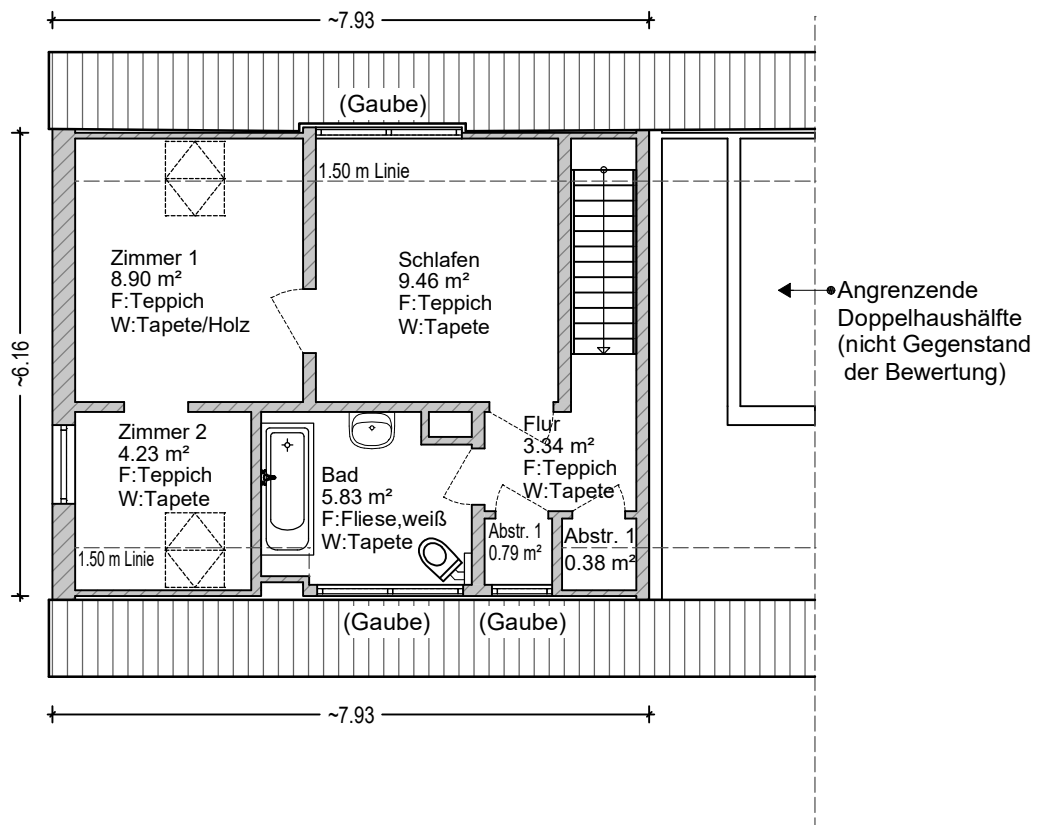 ~7.93
(Gaube)
1.50 m Linie
Zimmer 1
8.90 m²
F:Teppich
W:Tapete/Holz
Schlafen
9.46 m²
F:Teppich
W:Tapete
Angrenzende
Doppelhaushälfte
(nicht Gegenstand
der Bewertung)
~6.16
Zimmer 2
4.23 m²
F:Teppich
W:Tapete
Bad
5.83 m²
F:Fliese,weiß
W:Tapete
Flur
3.34 m²
F:Teppich
W:Tapete
Abstr. 1
0.79 m²
Abstr. 1
0.38 m²
1.50 m Linie
(Gaube)
(Gaube)
~7.93